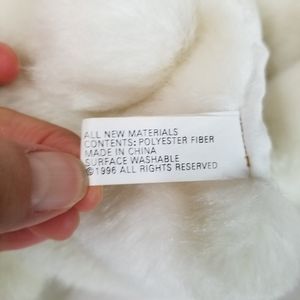 ALL NEW MATERIALS
CONTENTS: POLYESTER FIBER
MADE IN CHINA
SURFACE WASHABLE
©1996 ALL RIGHTS RESERVED